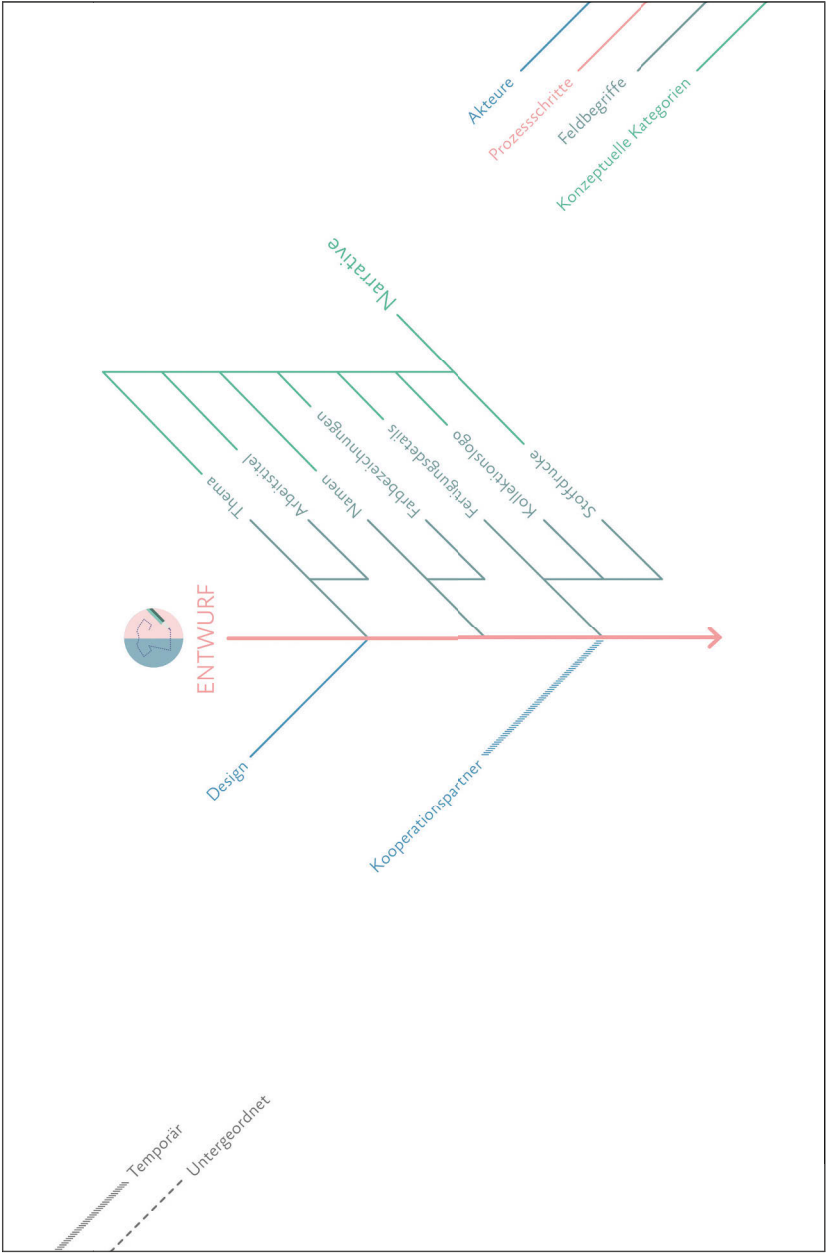 Akteure
Prozessschritte
Feldbegriffe
Konzeptuelle Kategorien
Narrative
Thema
Arbeitstitel
Namen
Farbbezeichnungen
Fertigungsdetails
Kollektionslogo
Stoffdrucke
ENTWURF
Design
Kooperationspartner
Temporär
Untergeordnet